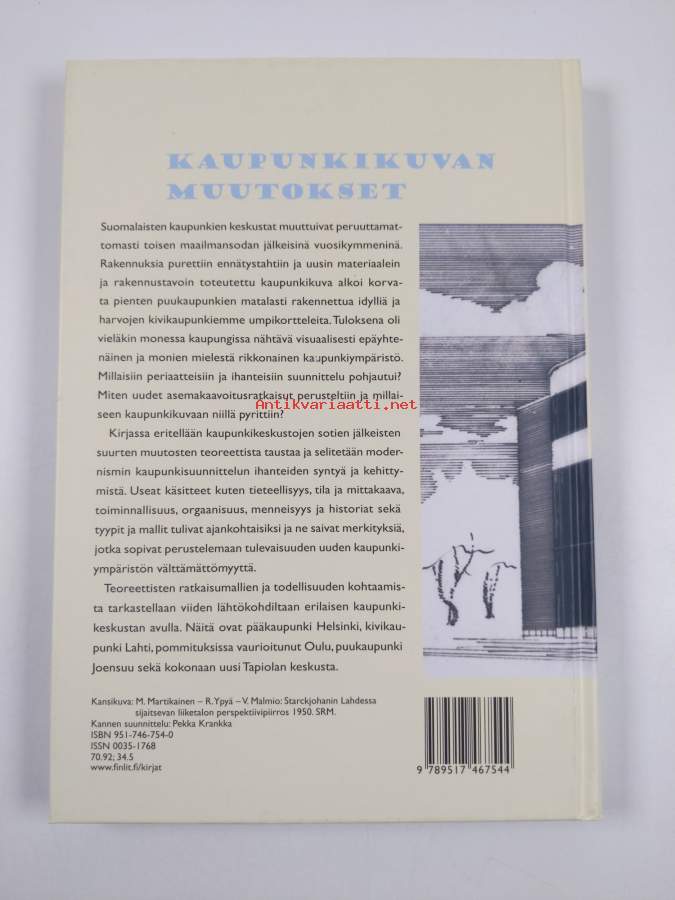 KAUPUNKIKUVAN
MUUTOKSET
Suomalaisten kaupunkien keskustat muuttuivat peruuttamat-
tomasti toisen maailmansodan jälkeisinä vuosikymmeninä.
Rakennuksia purettiin ennätystahtiin ja uusin materiaalein
ja rakennustavoin toteutettu kaupunkikuva alkoi korva-
ta pienten puukaupunkien matalasti rakennettua idylliä ja
harvojen kivikaupunkiemme umpikortteleita. Tuloksena oli
vieläkin monessa kaupungissa nähtävä visuaalisesti epäyhte-
näinen ja monien mielestä rikkonainen kaupunkiympäristö.
Millaisiin periaatteisiin ja ihanteisiin suunnittelu pohjautui?
Miten uudet asemakaavoitusratkaisut perusteltiin ja millai-
seen kaupunkikuvaan niillä pyrittiin?
Antikvariaatti.net
Kirjassa eritellään kaupunkikeskustojen sotien jälkeisten
suurten muutosten teoreettista taustaa ja selitetään moder-
nismin kaupunkisuunnittelun ihanteiden syntyä ja kehitty-
mistä. Useat käsitteet kuten tieteellisyys, tila ja mittakaava,
toiminnallisuus, orgaanisuus, menneisyys ja historiat sekä
tyypit ja mallit tulivat ajankohtaisiksi ja ne saivat merkityksiä,
jotka sopivat perustelemaan tulevaisuuden uuden kaupunki-
ympäristön välttämättömyyttä.
Teoreettisten ratkaisumallien ja todellisuuden kohtaamis-
ta tarkastellaan viiden lähtökohdiltaan erilaisen kaupunki-
keskustan avulla. Näitä ovat pääkaupunki Helsinki, kivikau-
punki Lahti, pommituksissa vaurioitunut Oulu, puukaupunki
Joensuu sekä kokonaan uusi Tapiolan keskusta.
Kansikuva: M. Martikainen – R. Ypyä – V. Malmio: Starckjohanin Lahdessa
sijaitsevan liiketalon perspektiivipiirros 1950. SRM.
Kannen suunnittelu: Pekka Krankka
ISBN 951-746-754-0
ISSN 0035-1768
70.92; 34.5
www.finlit.fi/kirjat
9 789517 467544